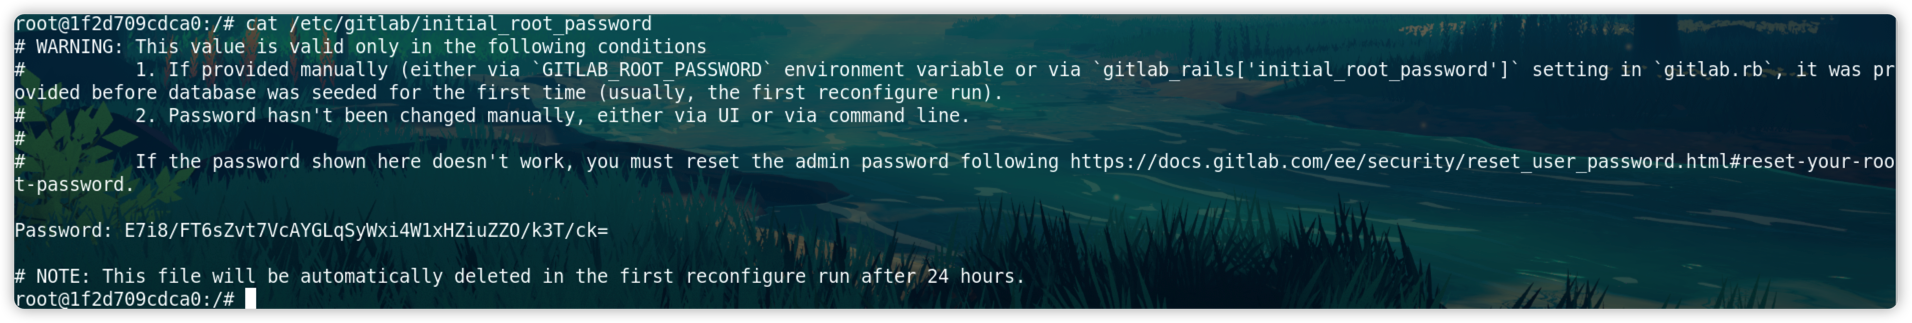 root@1f2d709cdca0:/# cat /etc/gitlab/initial_root_password
# WARNING: This value is valid only in the following conditions
#          1. If provided manually (either via `GITLAB_ROOT_PASSWORD` environment variable or via `gitlab_rails['initial_root_password']` setting in `gitlab.rb`, it was pr
ovided before database was seeded for the first time (usually, the first reconfigure run).
#          2. Password hasn't been changed manually, either via UI or via command line.
#
#          If the password shown here doesn't work, you must reset the admin password following https://docs.gitlab.com/ee/security/reset_user_password.html#reset-your-roo
t-password.
Password: E7i8/FT6sZvt7VcAYGLqSyWxi4W1xHZiuZZO/k3T/ck=
# NOTE: This file will be automatically deleted in the first reconfigure run after 24 hours.
root@1f2d709cdca0:/#